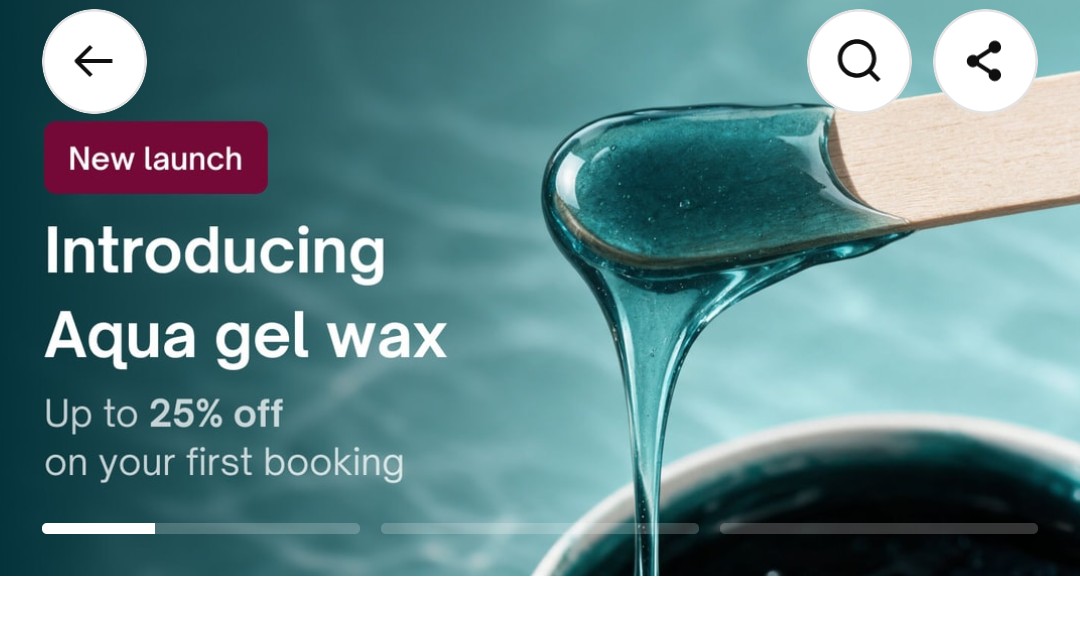 New launch
Introducing
Aqua gel wax
Up to 25% off
on your first booking